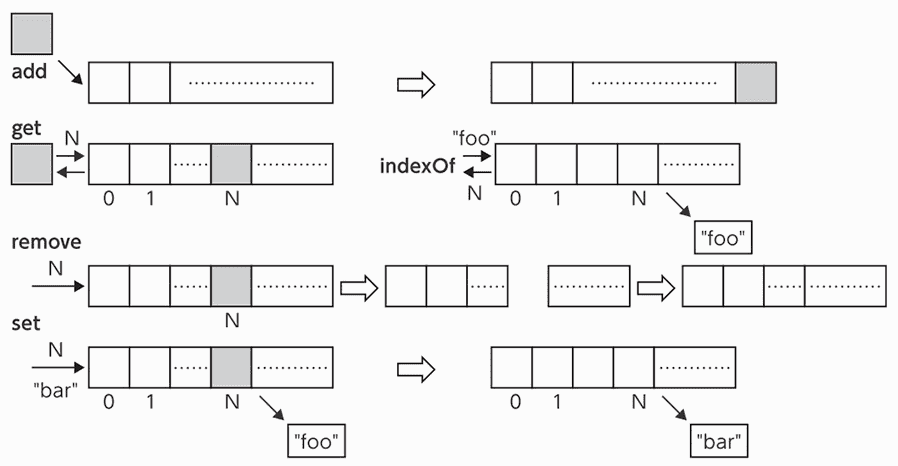 add
get
N
0 1 N
"foo"
indexOf
N
0 1 N
"foo"
remove
N
N
set
N
"bar"
0 1 N
"foo"
0 1 N
"bar"